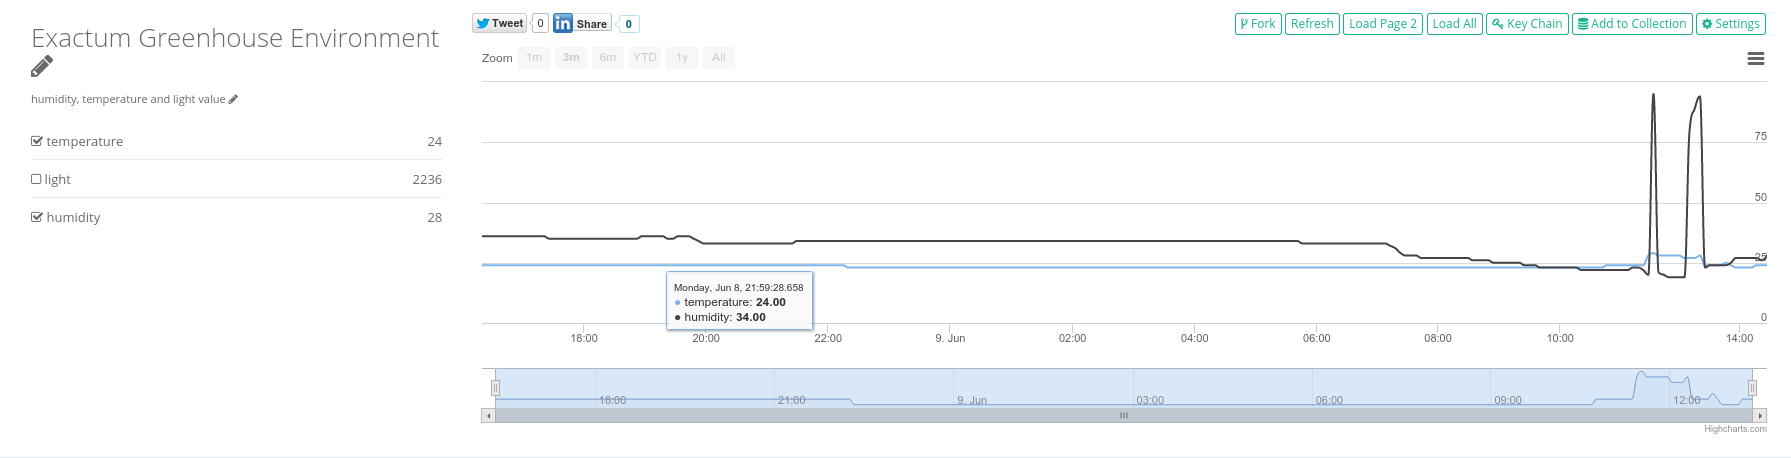 Exactum Greenhouse Environment
humidity, temperature and light value
temperature 24
light 2236
humidity 28
Tweet 0 in Share 0
Fork Refresh Load Page 2 Load All Key Chain Add to Collection Settings
Zoom 1m 3m 6m YTD 1y All
75
50
25
0
Monday, Jun 8, 21:59:28.658
temperature: 24.00
humidity: 34.00
18:00 20:00 22:00 9. Jun 02:00 04:00 06:00 08:00 10:00 14:00
18:00 21:00 9. Jun 03:00 06:00 09:00 12:00
Highcharts.com